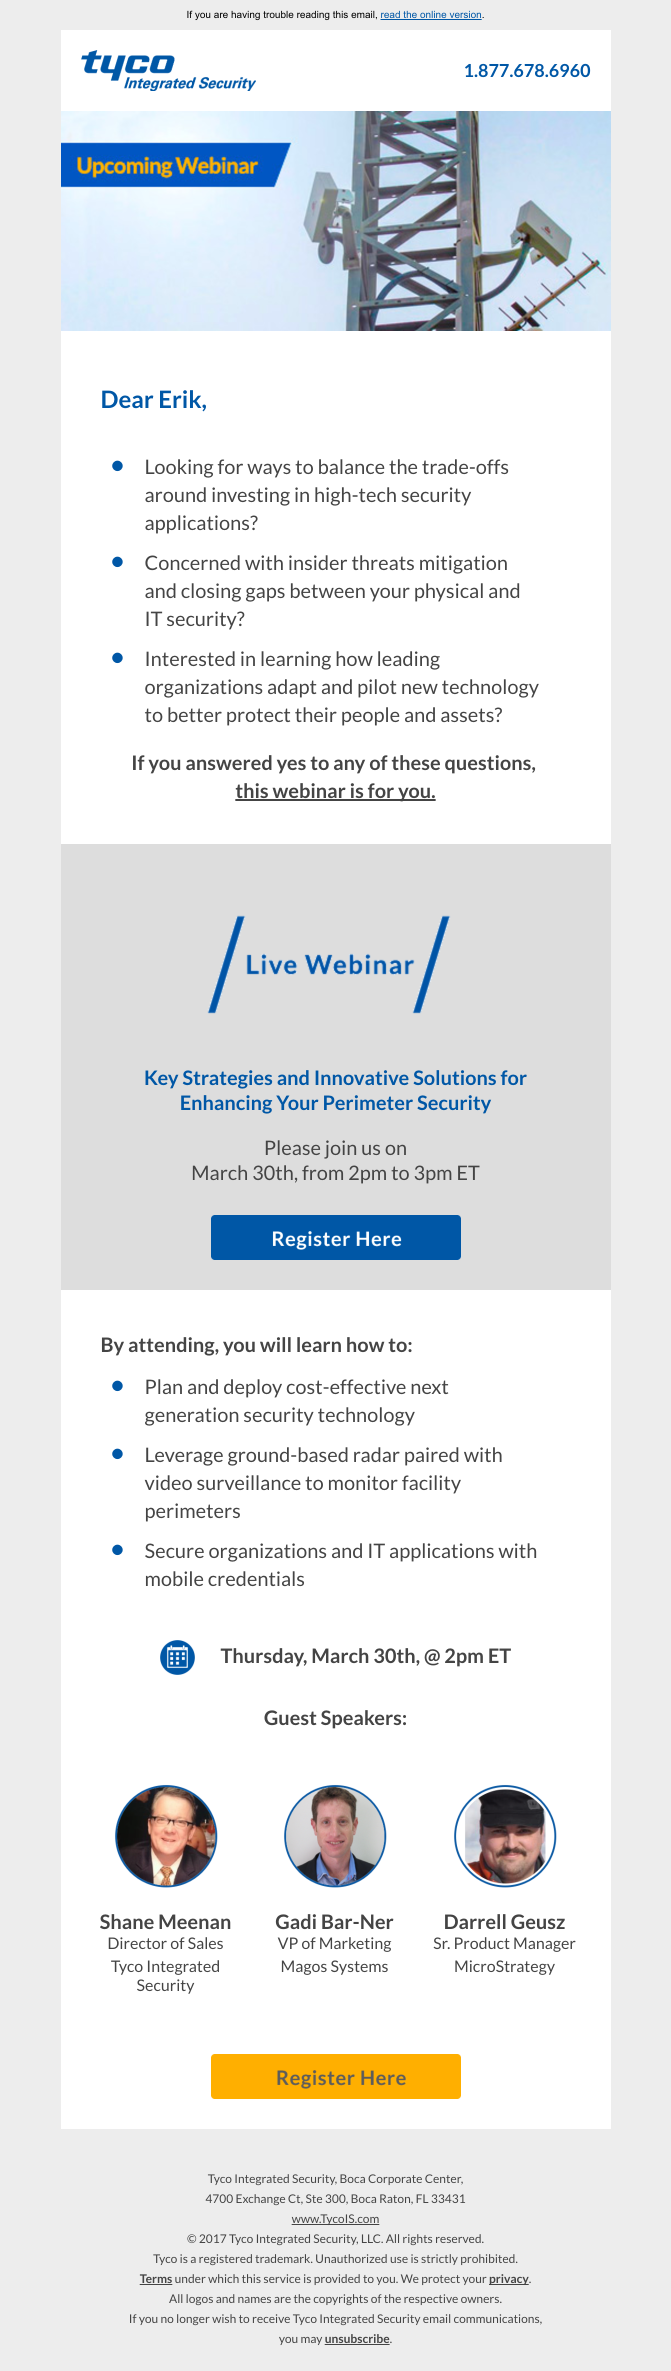 If you are having trouble reading this email, read the online version.
tyco
Integrated Security
1.877.678.6960
Upcoming Webinar
Dear Erik,
Looking for ways to balance the trade-offs
around investing in high-tech security
applications?
Concerned with insider threats mitigation
and closing gaps between your physical and
IT security?
Interested in learning how leading
organizations adapt and pilot new technology
to better protect their people and assets?
If you answered yes to any of these questions,
this webinar is for you.
Live Webinar
Key Strategies and Innovative Solutions for
Enhancing Your Perimeter Security
Please join us on
March 30th, from 2pm to 3pm ET
Register Here
By attending, you will learn how to:
Plan and deploy cost-effective next
generation security technology
Leverage ground-based radar paired with
video surveillance to monitor facility
perimeters
Secure organizations and IT applications with
mobile credentials
Thursday, March 30th, @ 2pm ET
Guest Speakers:
Shane Meenan
Director of Sales
Tyco Integrated
Security
Gadi Bar-Ner
VP of Marketing
Magos Systems
Darrell Geusz
Sr. Product Manager
MicroStrategy
Register Here
Tyco Integrated Security, Boca Corporate Center,
4700 Exchange Ct, Ste 300, Boca Raton, FL 33431
www.TycoIS.com
© 2017 Tyco Integrated Security, LLC. All rights reserved.
Tyco is a registered trademark. Unauthorized use is strictly prohibited.
Terms under which this service is provided to you. We protect your privacy.
All logos and names are the copyrights of the respective owners.
If you no longer wish to receive Tyco Integrated Security email communications,
you may unsubscribe.